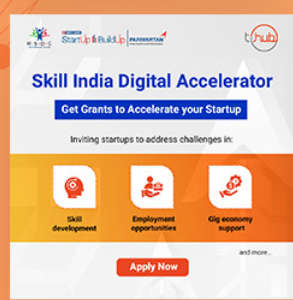 N·S·D·C
StartUp BuildUp
PARIVARTAN
t hub
Skill India Digital Accelerator
Get Grants to Accelerate your Startup
Inviting startups to address challenges in:
Skill development
Employment opportunities
Gig economy support
and more...
Apply Now